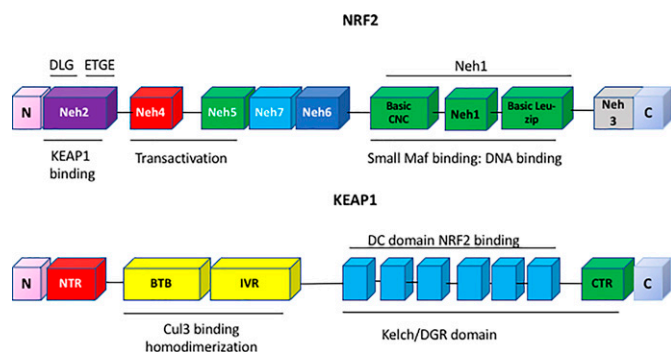 NRF2
DLG ETGE
Neh1
N Neh2 Neh4 Neh5 Neh7 Neh6 Basic CNC Neh1 Basic Leu-zip Neh 3 C
KEAP1 binding
Transactivation
Small Maf binding: DNA binding
KEAP1
DC domain NRF2 binding
N NTR BTB IVR CTR C
Cul3 binding
homodimerization
Kelch/DGR domain